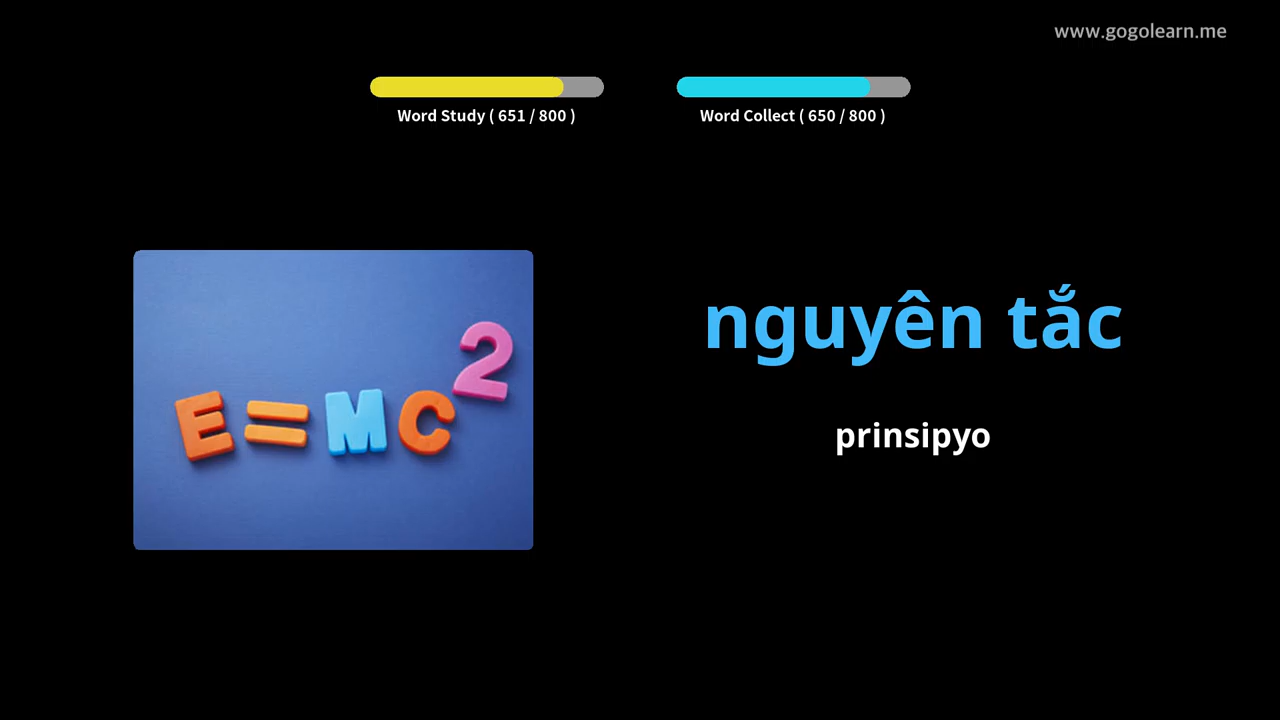 www.gogolearn.me
Word Study ( 651 / 800 )
Word Collect ( 650 / 800 )
nguyên tắc
E=MC²
prinsipyo